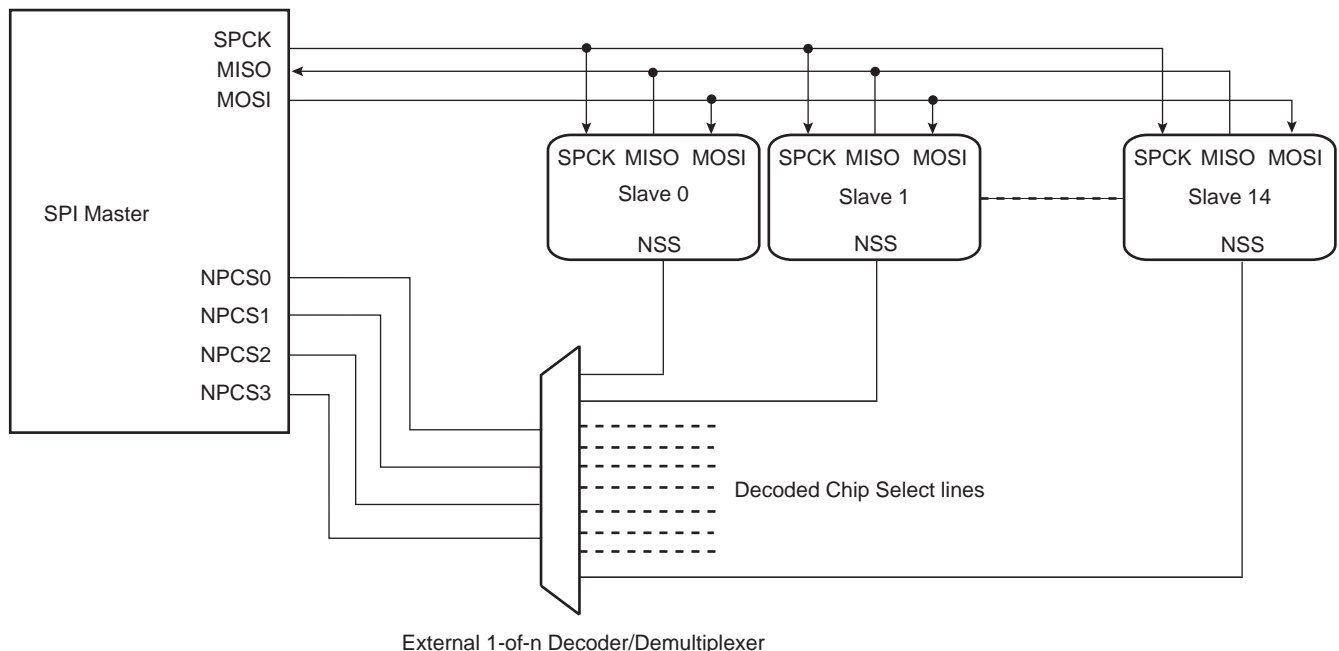 SPCK
MISO
MOSI
SPI Master
NPCS0
NPCS1
NPCS2
NPCS3
SPCK MISO MOSI
Slave 0
NSS
SPCK MISO MOSI
Slave 1
NSS
SPCK MISO MOSI
Slave 14
NSS
Decoded Chip Select lines
External 1-of-n Decoder/Demultiplexer